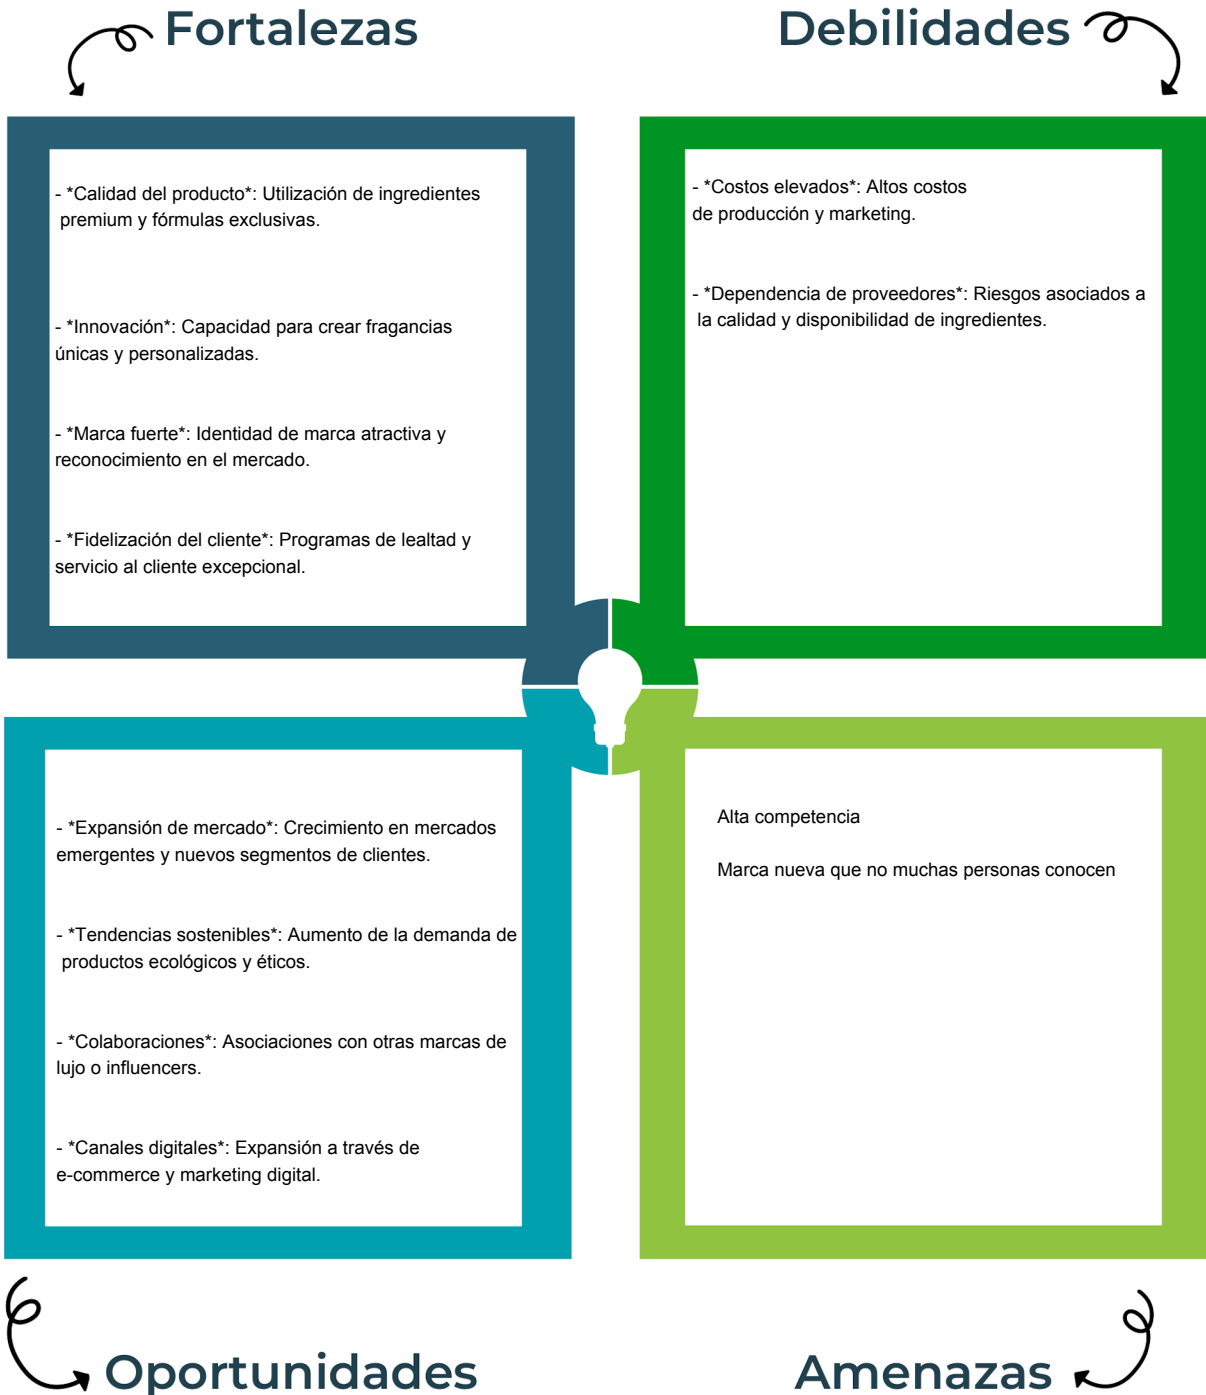 Fortalezas
Debilidades
- *Calidad del producto*: Utilización de ingredientes
premium y fórmulas exclusivas.
- *Innovación*: Capacidad para crear fragancias
únicas y personalizadas.
- *Marca fuerte*: Identidad de marca atractiva y
reconocimiento en el mercado.
- *Fidelización del cliente*: Programas de lealtad y
servicio al cliente excepcional.
- *Costos elevados*: Altos costos
de producción y marketing.
- *Dependencia de proveedores*: Riesgos asociados a
la calidad y disponibilidad de ingredientes.
- *Expansión de mercado*: Crecimiento en mercados
emergentes y nuevos segmentos de clientes.
- *Tendencias sostenibles*: Aumento de la demanda de
productos ecológicos y éticos.
- *Colaboraciones*: Asociaciones con otras marcas de
lujo o influencers.
- *Canales digitales*: Expansión a través de
e-commerce y marketing digital.
Alta competencia
Marca nueva que no muchas personas conocen
Oportunidades
Amenazas